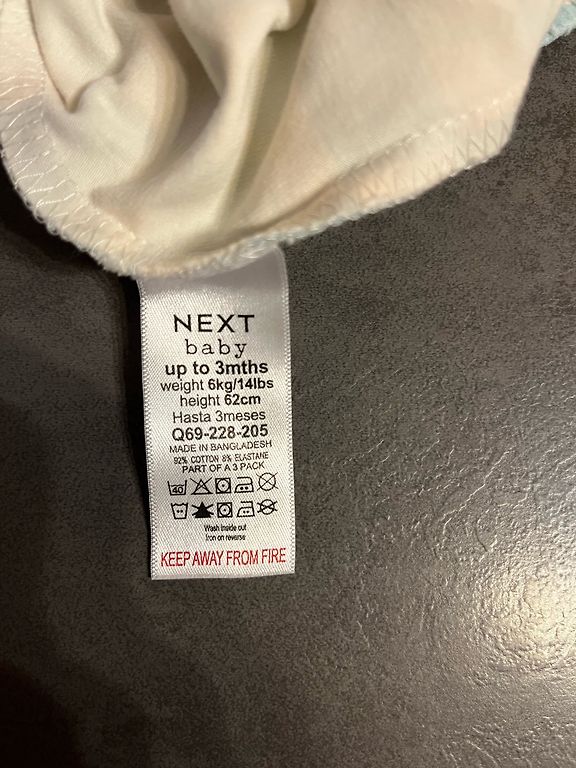 NEXT
baby
up to 3mths
weight 6kg/14lbs
height 62cm
Hasta 3meses
Q69-228-205
MADE IN BANGLADESH
92% COTTON 8% ELASTANE
PART OF A 3 PACK
40
Wash inside out
Iron on reverse
KEEP AWAY FROM FIRE